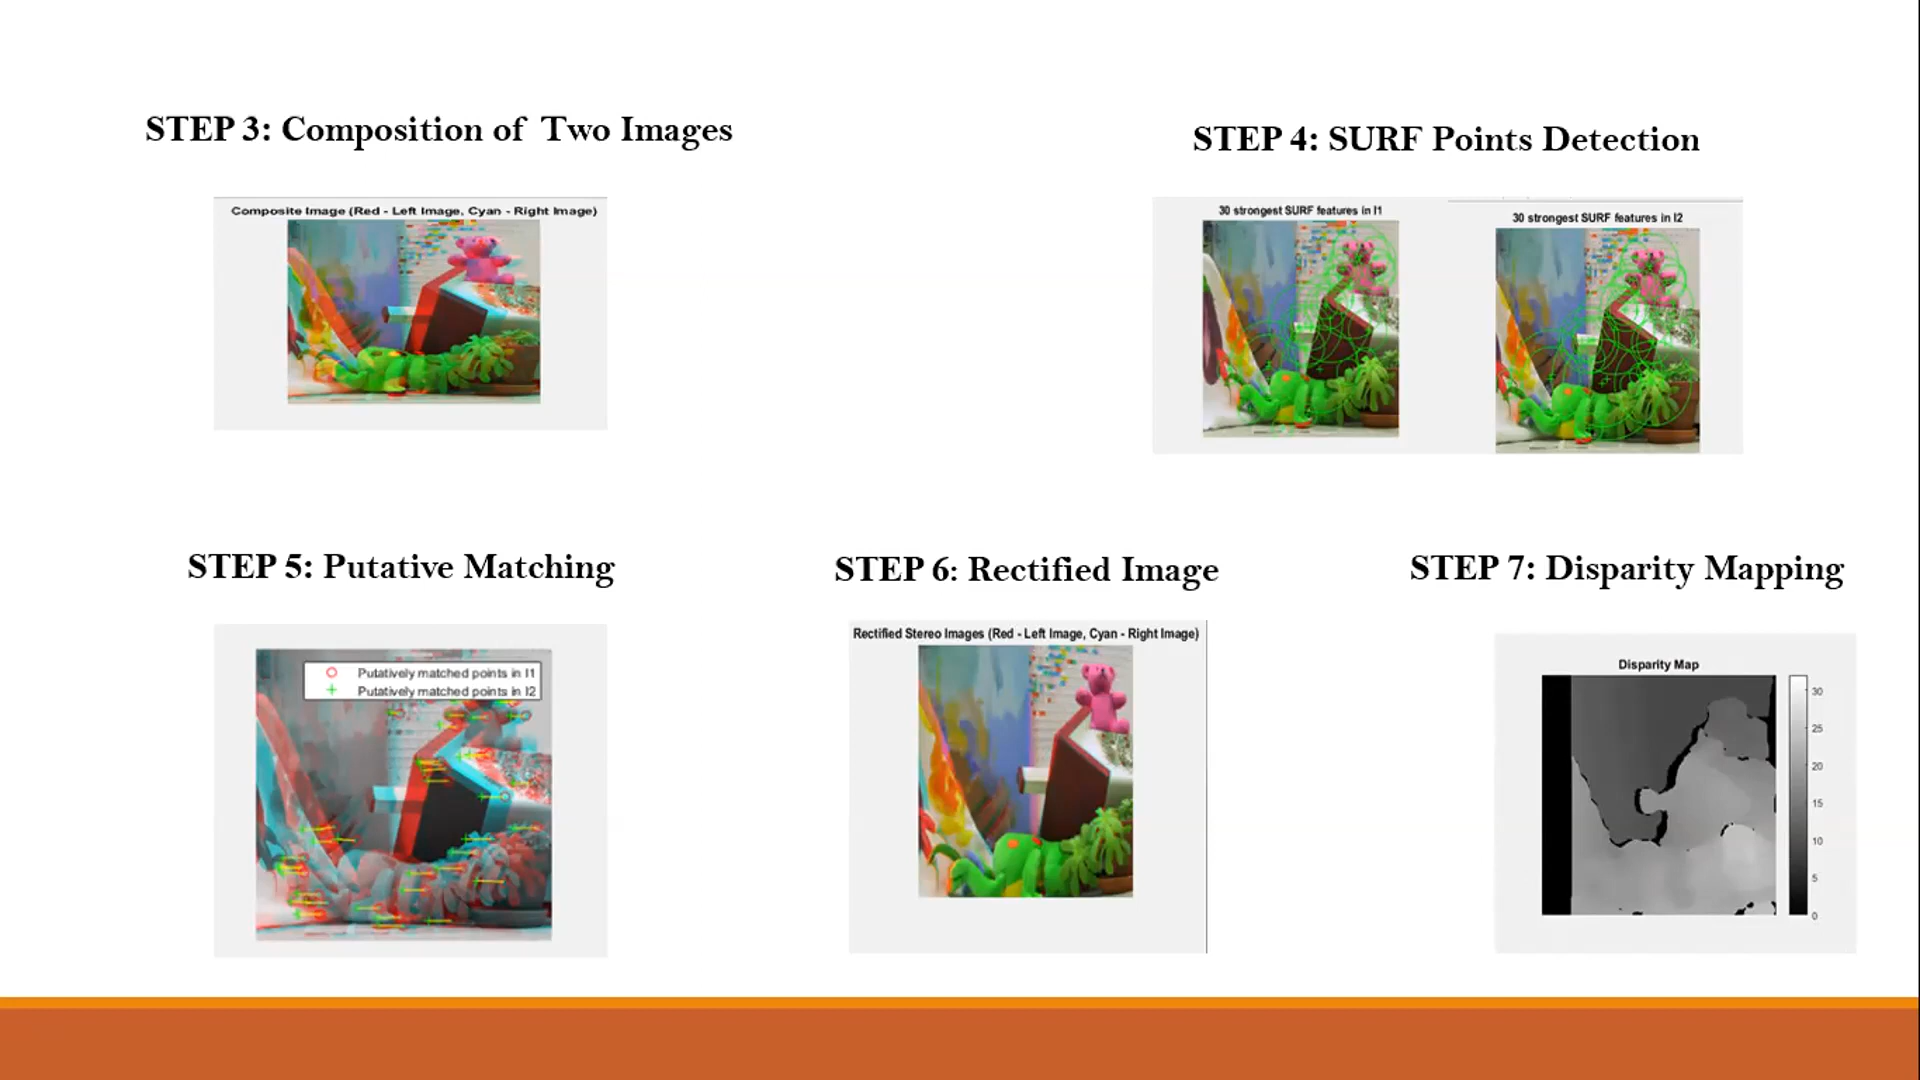 STEP 3: Composition of Two Images
Composite Image (Red - Left Image, Cyan - Right Image)
STEP 4: SURF Points Detection
30 strongest SURF features in I1
30 strongest SURF features in I2
STEP 5: Putative Matching
Putatively matched points in I1
Putatively matched points in I2
STEP 6: Rectified Image
Rectified Stereo Images (Red - Left Image, Cyan - Right Image)
STEP 7: Disparity Mapping
Disparity Map
30
25
20
15
10
5
0